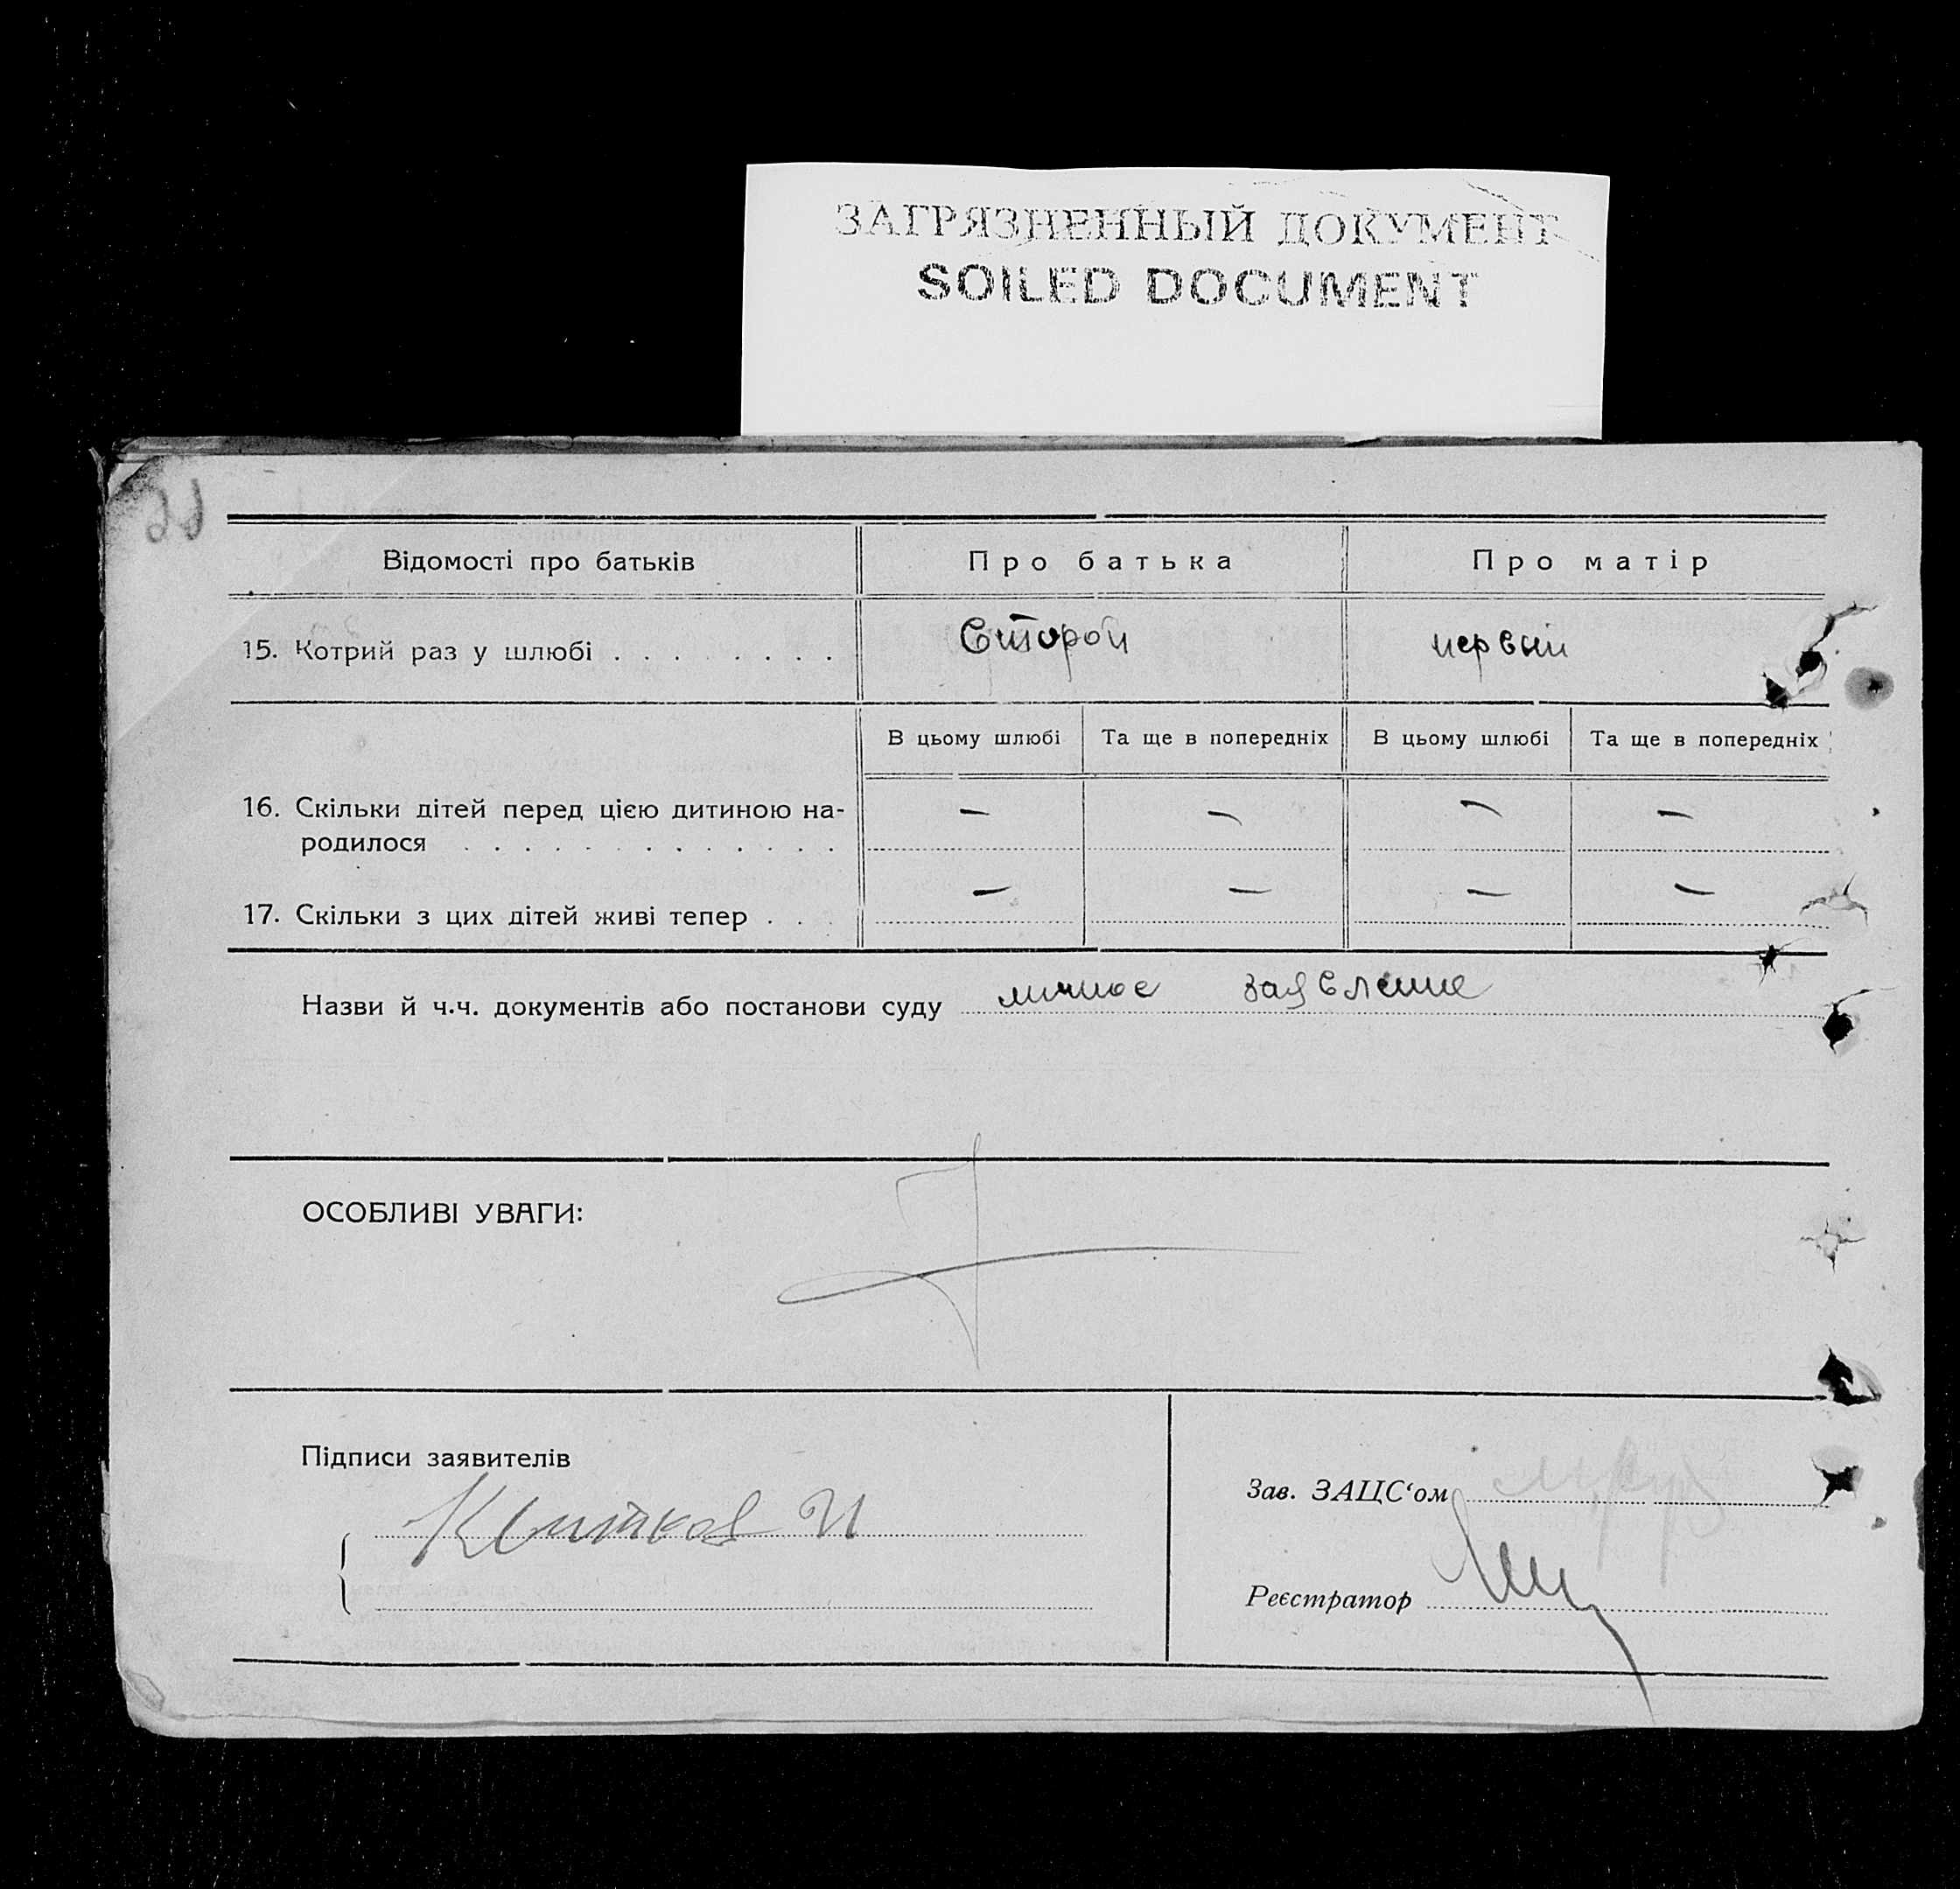 ЗАГРЯЗНЕННЫЙ ДОКУМЕНТ
SOILED DOCUMENT
Відомості про батьків Про батька Про матір
15. Котрий раз у шлюбі . . . . . . . . второй первый
В цьому шлюбі Та ще в попередніх В цьому шлюбі Та ще в попередніх
16. Скільки дітей перед цією дитиною на-
родилося . . . . . . . . . . . . . — — — —
17. Скільки з цих дітей живі тепер . . . — — — —
Назви й ч.ч. документів або постанови суду личное заявление
ОСОБЛИВІ УВАГИ:
Підписи заявителів
Зав. ЗАЦС‘ом
Реєстратор